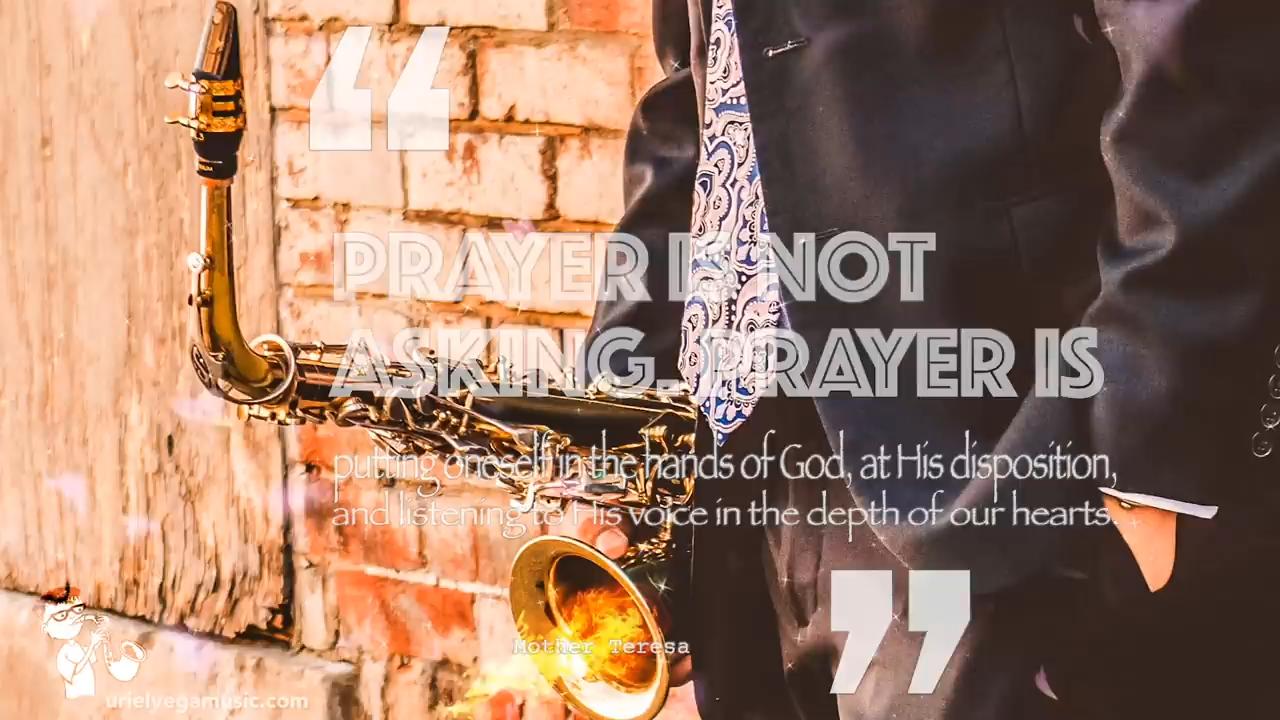 “
PRAYER IS NOT
ASKING. PRAYER IS
putting oneself in the hands of God, at His disposition,
and listening to His voice in the depth of our hearts.
”
Mother Teresa
urielvegamusic.com